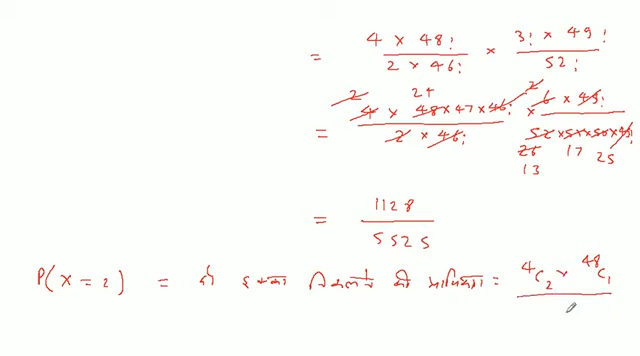 = 4 × 48! / 2 × 46! × 3! × 49! / 52!
2 24 2
= 4 × 48 × 47 × 46! / 2 × 46! × 6 × 49! / 52 × 51 × 50 × 49!
26 17 25
13
= 1128 / 5525
P(X = 2) = दो इक्का निकलने की = ⁴C₂ × ⁴⁸C₁